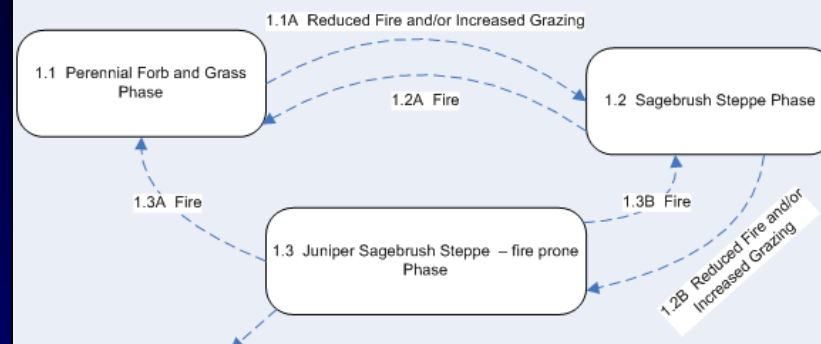 1.1A Reduced Fire and/or Increased Grazing
1.1 Perennial Forb and Grass
Phase
1.2 Sagebrush Steppe Phase
1.2A Fire
1.3A Fire
1.3B Fire
1.3 Juniper Sagebrush Steppe – fire prone
Phase
1.2B Reduced Fire and/or
Increased Grazing